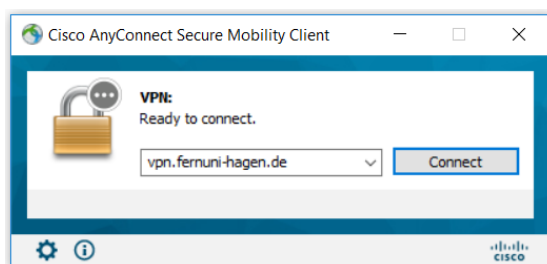 Cisco AnyConnect Secure Mobility Client
VPN:
Ready to connect.
vpn.fernuni-hagen.de
Connect
CISCO